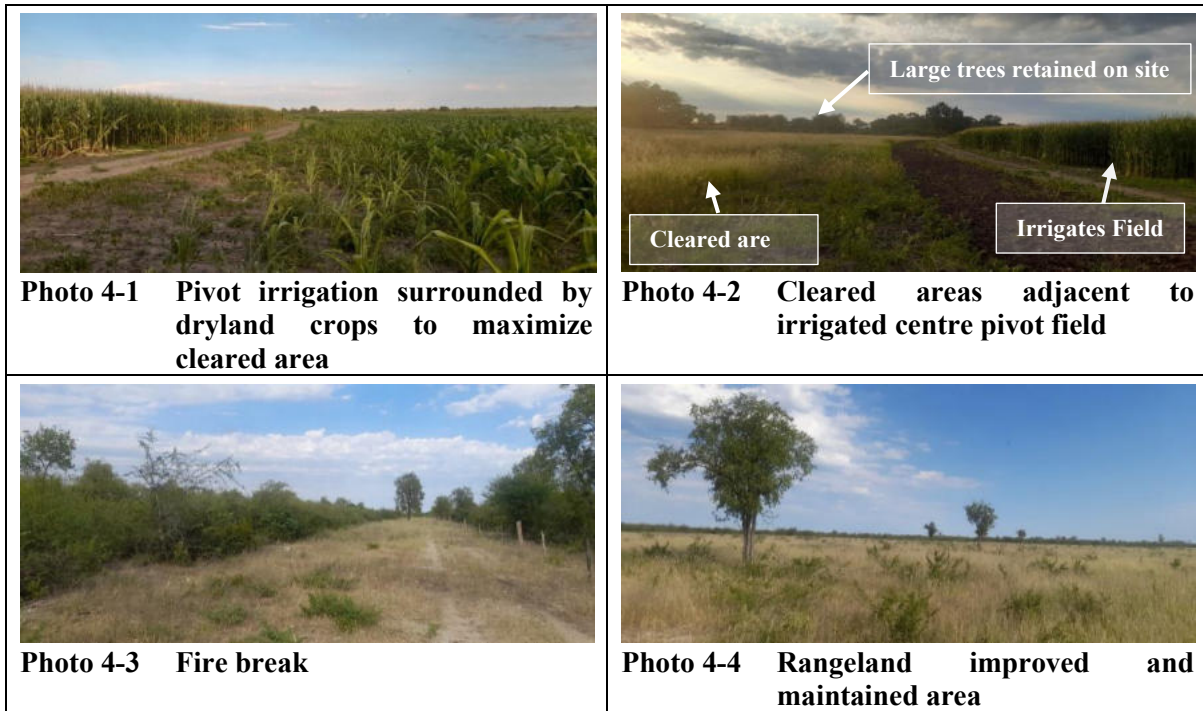 Large trees retained on site
Cleared are
Irrigates Field
Photo 4-1 Pivot irrigation surrounded by
dryland crops to maximize
cleared area
Photo 4-2 Cleared areas adjacent to
irrigated centre pivot field
Photo 4-3 Fire break
Photo 4-4 Rangeland improved and
maintained area